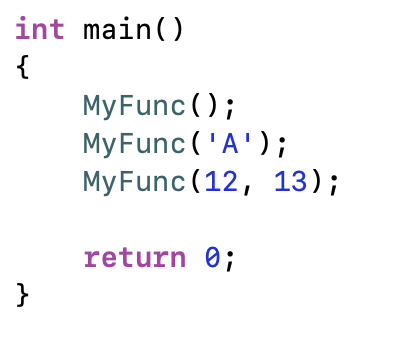 int main()
{
    MyFunc();
    MyFunc('A');
    MyFunc(12, 13);

    return 0;
}